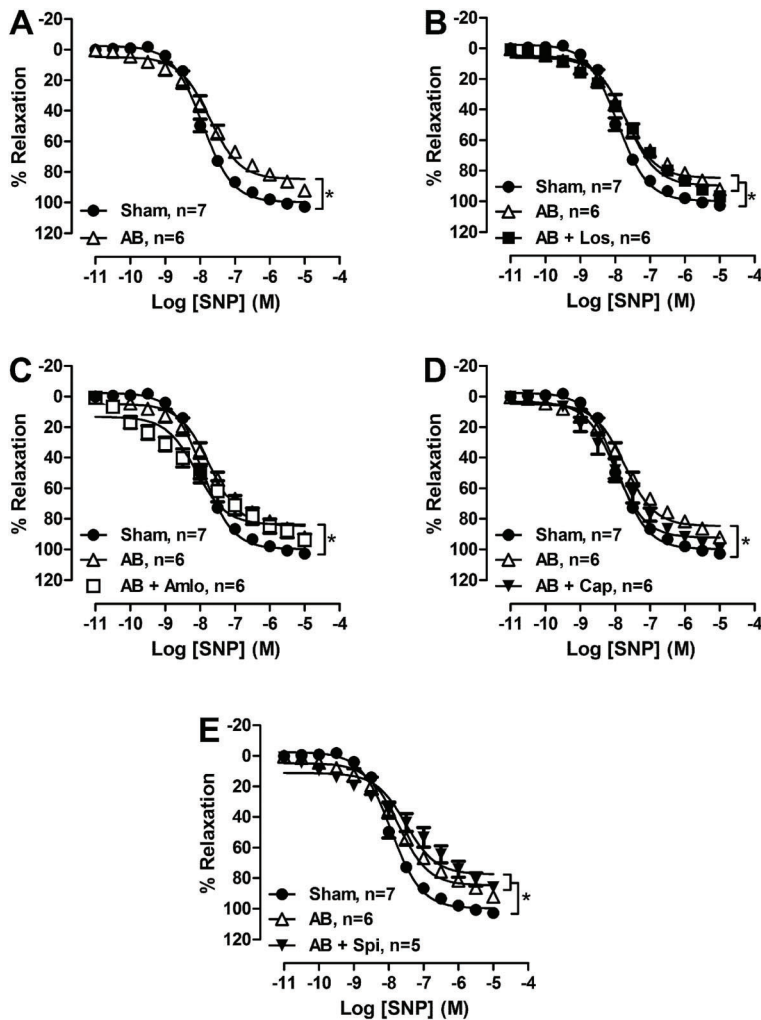 A
-20
0
20
40
60
80
100
120
% Relaxation
Sham, n=7
AB, n=6
*
-11 -10 -9 -8 -7 -6 -5 -4
Log [SNP] (M)
B
-20
0
20
40
60
80
100
120
% Relaxation
Sham, n=7
AB, n=6
AB + Los, n=6
*
-11 -10 -9 -8 -7 -6 -5 -4
Log [SNP] (M)
C
-20
0
20
40
60
80
100
120
% Relaxation
Sham, n=7
AB, n=6
AB + Amlo, n=6
*
-11 -10 -9 -8 -7 -6 -5 -4
Log [SNP] (M)
D
-20
0
20
40
60
80
100
120
% Relaxation
Sham, n=7
AB, n=6
AB + Cap, n=6
*
-11 -10 -9 -8 -7 -6 -5 -4
Log [SNP] (M)
E
-20
0
20
40
60
80
100
120
% Relaxation
Sham, n=7
AB, n=6
AB + Spi, n=5
*
-11 -10 -9 -8 -7 -6 -5 -4
Log [SNP] (M)